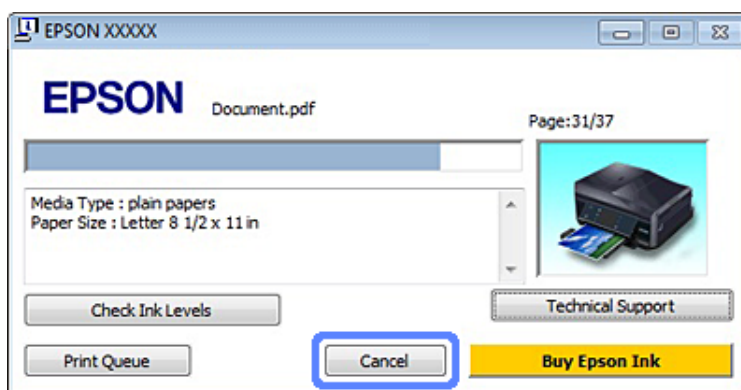 EPSON XXXXX
EPSON Document.pdf
Page:31/37
Media Type : plain papers
Paper Size : Letter 8 1/2 x 11 in
Check Ink Levels
Technical Support
Print Queue
Cancel
Buy Epson Ink